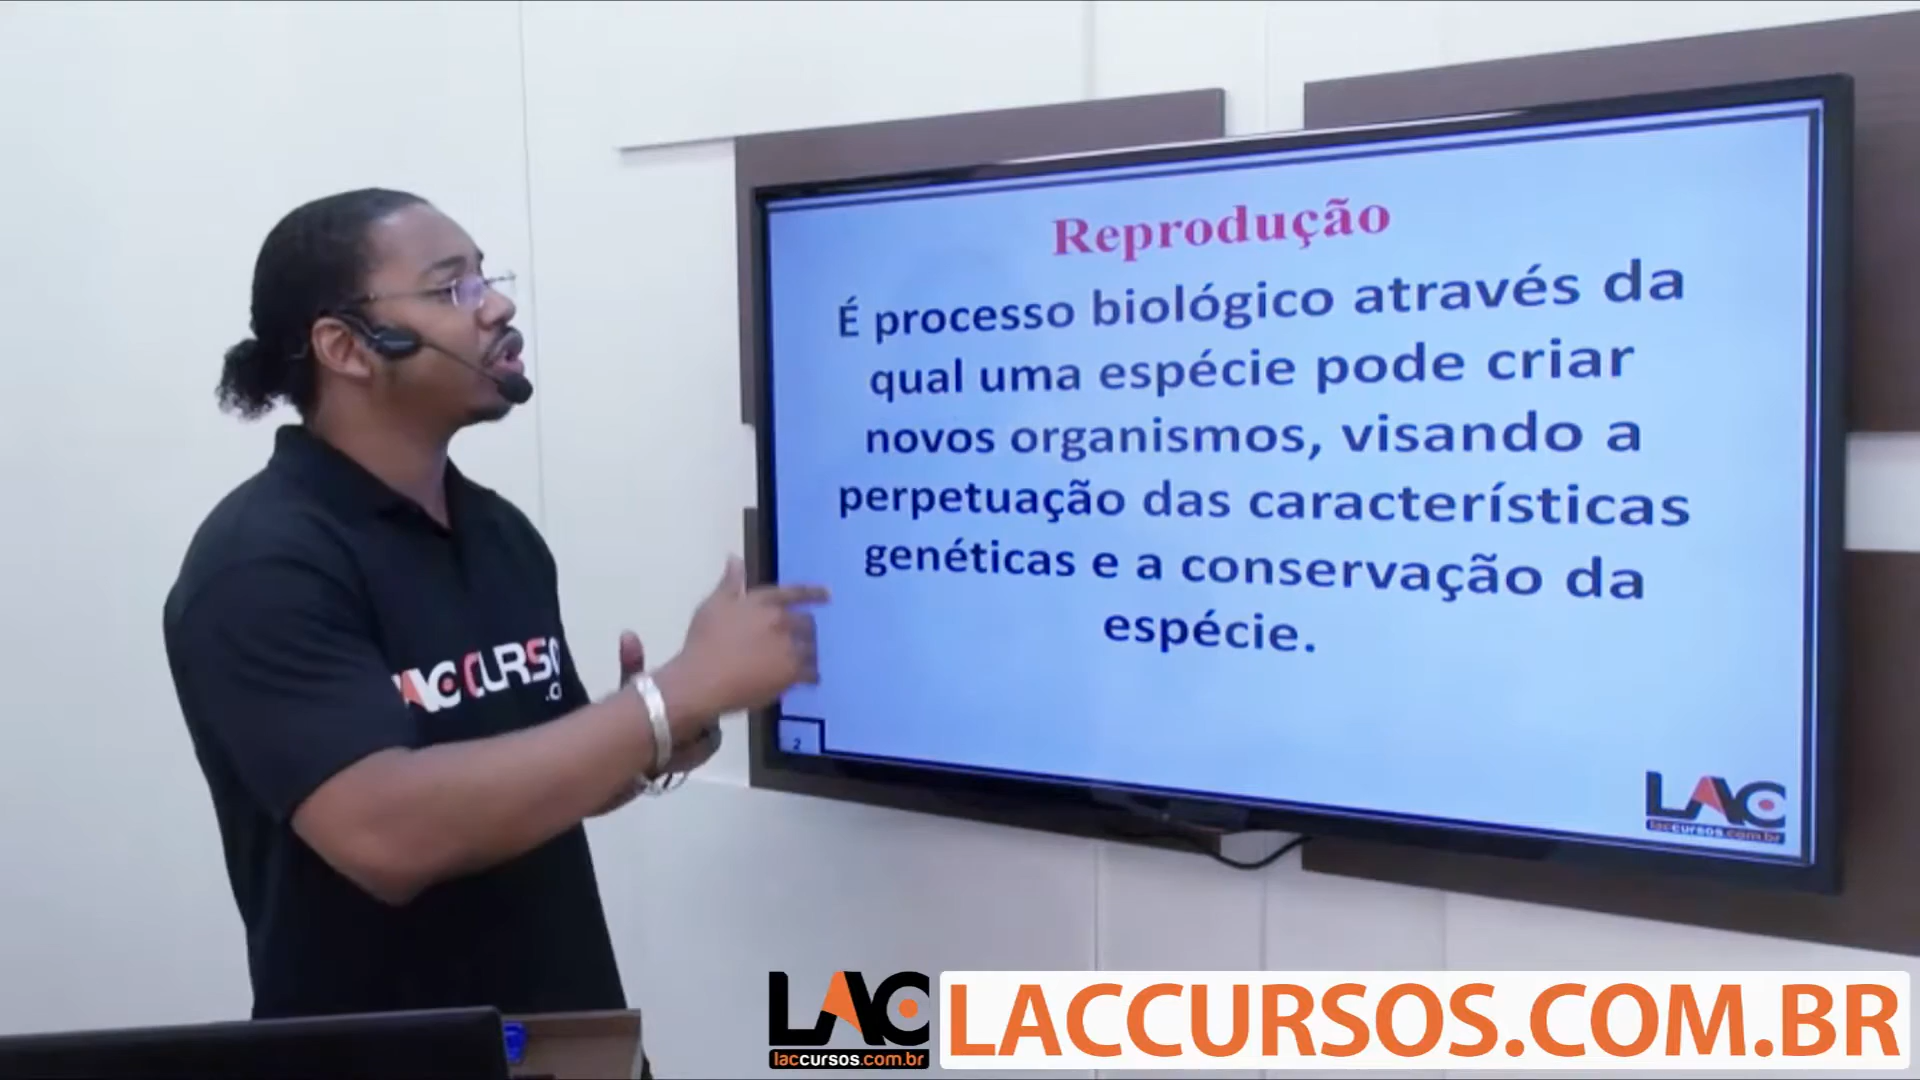 Reprodução
É processo biológico através da
qual uma espécie pode criar
novos organismos, visando a
perpetuação das características
genéticas e a conservação da
espécie.
2
LAC
laccursos.com.br
LAC CURSO
.c
LAC
laccursos.com.br
LACCURSOS.COM.BR